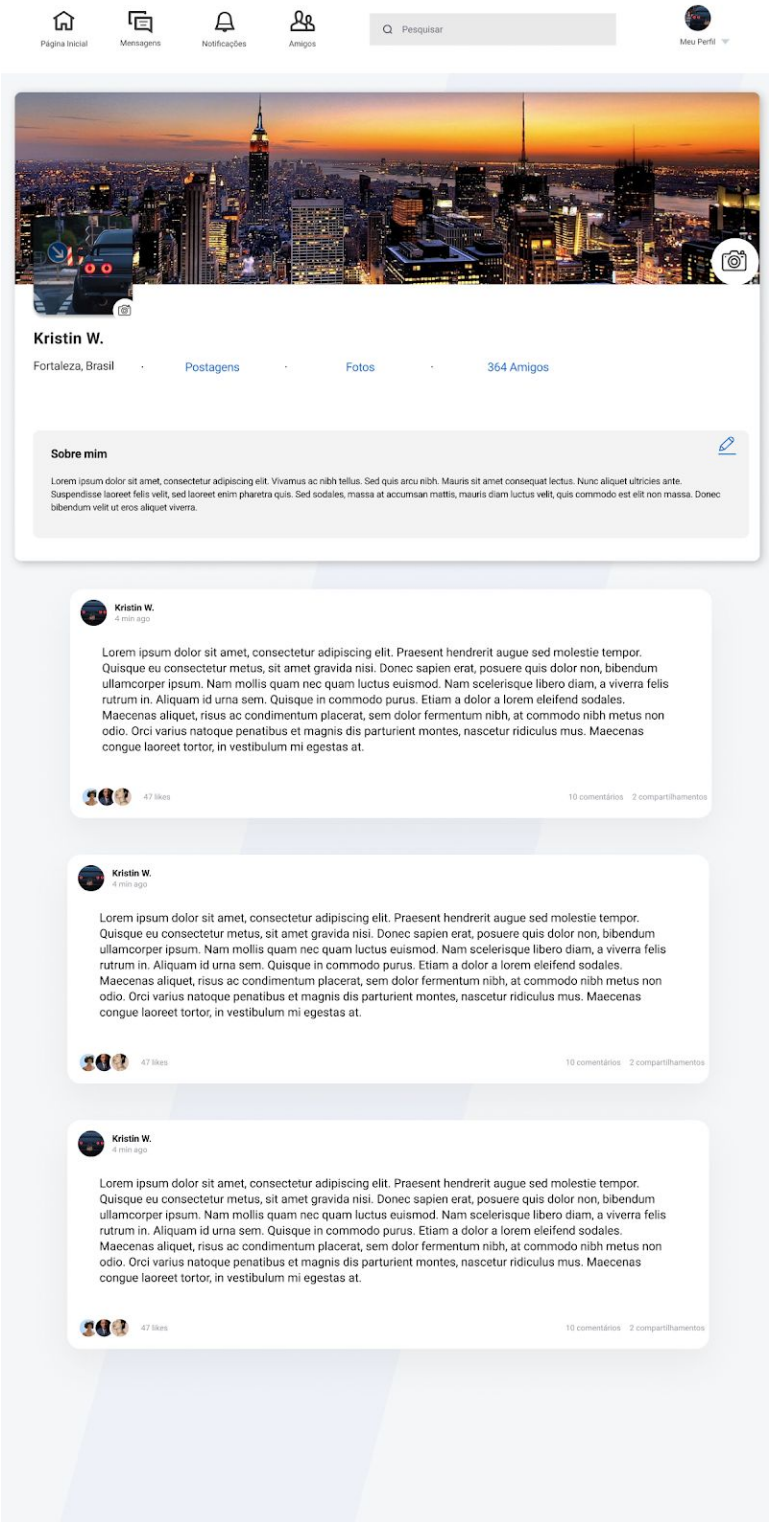 Página Inicial
Mensagens
Notificações
Amigos
Pesquisar
Meu Perfil
Kristin W.
Fortaleza, Brasil · Postagens · Fotos · 364 Amigos
Sobre mim
Lorem ipsum dolor sit amet, consectetur adipiscing elit. Vivamus ac nibh tellus. Sed quis arcu nibh. Mauris sit amet consequat lectus. Nunc aliquet ultricies ante.
Suspendisse laoreet felis velit, sed laoreet enim pharetra quis. Sed sodales, massa at accumsan mattis, mauris diam luctus velit, quis commodo est elit non massa. Donec
bibendum velit ut eros aliquet viverra.
Kristin W.
4 min ago
Lorem ipsum dolor sit amet, consectetur adipiscing elit. Praesent hendrerit augue sed molestie tempor.
Quisque eu consectetur metus, sit amet gravida nisi. Donec sapien erat, posuere quis dolor non, bibendum
ullamcorper ipsum. Nam mollis quam nec quam luctus euismod. Nam scelerisque libero diam, a viverra felis
rutrum in. Aliquam id urna sem. Quisque in commodo purus. Etiam a dolor a lorem eleifend sodales.
Maecenas aliquet, risus ac condimentum placerat, sem dolor fermentum nibh, at commodo nibh metus non
odio. Orci varius natoque penatibus et magnis dis parturient montes, nascetur ridiculus mus. Maecenas
congue laoreet tortor, in vestibulum mi egestas at.
47 likes
10 comentários 2 compartilhamentos
Kristin W.
4 min ago
Lorem ipsum dolor sit amet, consectetur adipiscing elit. Praesent hendrerit augue sed molestie tempor.
Quisque eu consectetur metus, sit amet gravida nisi. Donec sapien erat, posuere quis dolor non, bibendum
ullamcorper ipsum. Nam mollis quam nec quam luctus euismod. Nam scelerisque libero diam, a viverra felis
rutrum in. Aliquam id urna sem. Quisque in commodo purus. Etiam a dolor a lorem eleifend sodales.
Maecenas aliquet, risus ac condimentum placerat, sem dolor fermentum nibh, at commodo nibh metus non
odio. Orci varius natoque penatibus et magnis dis parturient montes, nascetur ridiculus mus. Maecenas
congue laoreet tortor, in vestibulum mi egestas at.
47 likes
10 comentários 2 compartilhamentos
Kristin W.
4 min ago
Lorem ipsum dolor sit amet, consectetur adipiscing elit. Praesent hendrerit augue sed molestie tempor.
Quisque eu consectetur metus, sit amet gravida nisi. Donec sapien erat, posuere quis dolor non, bibendum
ullamcorper ipsum. Nam mollis quam nec quam luctus euismod. Nam scelerisque libero diam, a viverra felis
rutrum in. Aliquam id urna sem. Quisque in commodo purus. Etiam a dolor a lorem eleifend sodales.
Maecenas aliquet, risus ac condimentum placerat, sem dolor fermentum nibh, at commodo nibh metus non
odio. Orci varius natoque penatibus et magnis dis parturient montes, nascetur ridiculus mus. Maecenas
congue laoreet tortor, in vestibulum mi egestas at.
47 likes
10 comentários 2 compartilhamentos